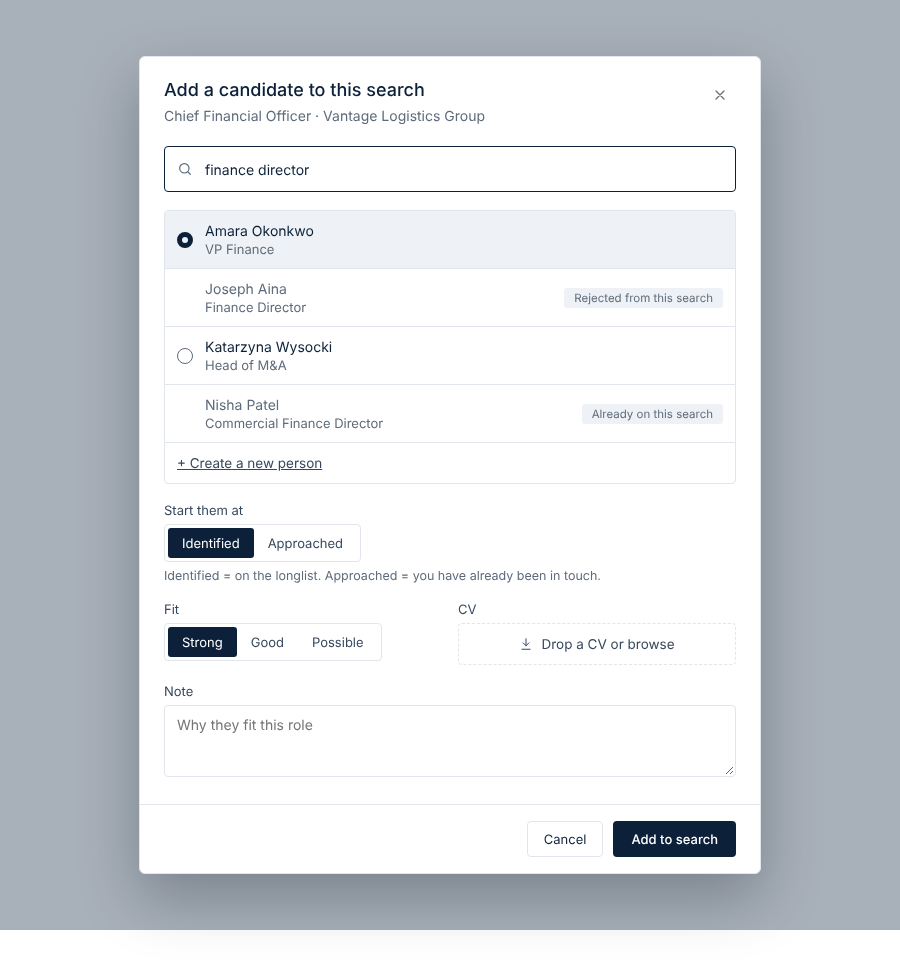 Add a candidate to this search
Chief Financial Officer · Vantage Logistics Group
finance director
Amara Okonkwo
VP Finance
Joseph Aina
Finance Director
Rejected from this search
Katarzyna Wysocki
Head of M&A
Nisha Patel
Commercial Finance Director
Already on this search
+ Create a new person
Start them at
Identified
Approached
Identified = on the longlist. Approached = you have already been in touch.
Fit
CV
Strong
Good
Possible
Drop a CV or browse
Note
Why they fit this role
Cancel
Add to search